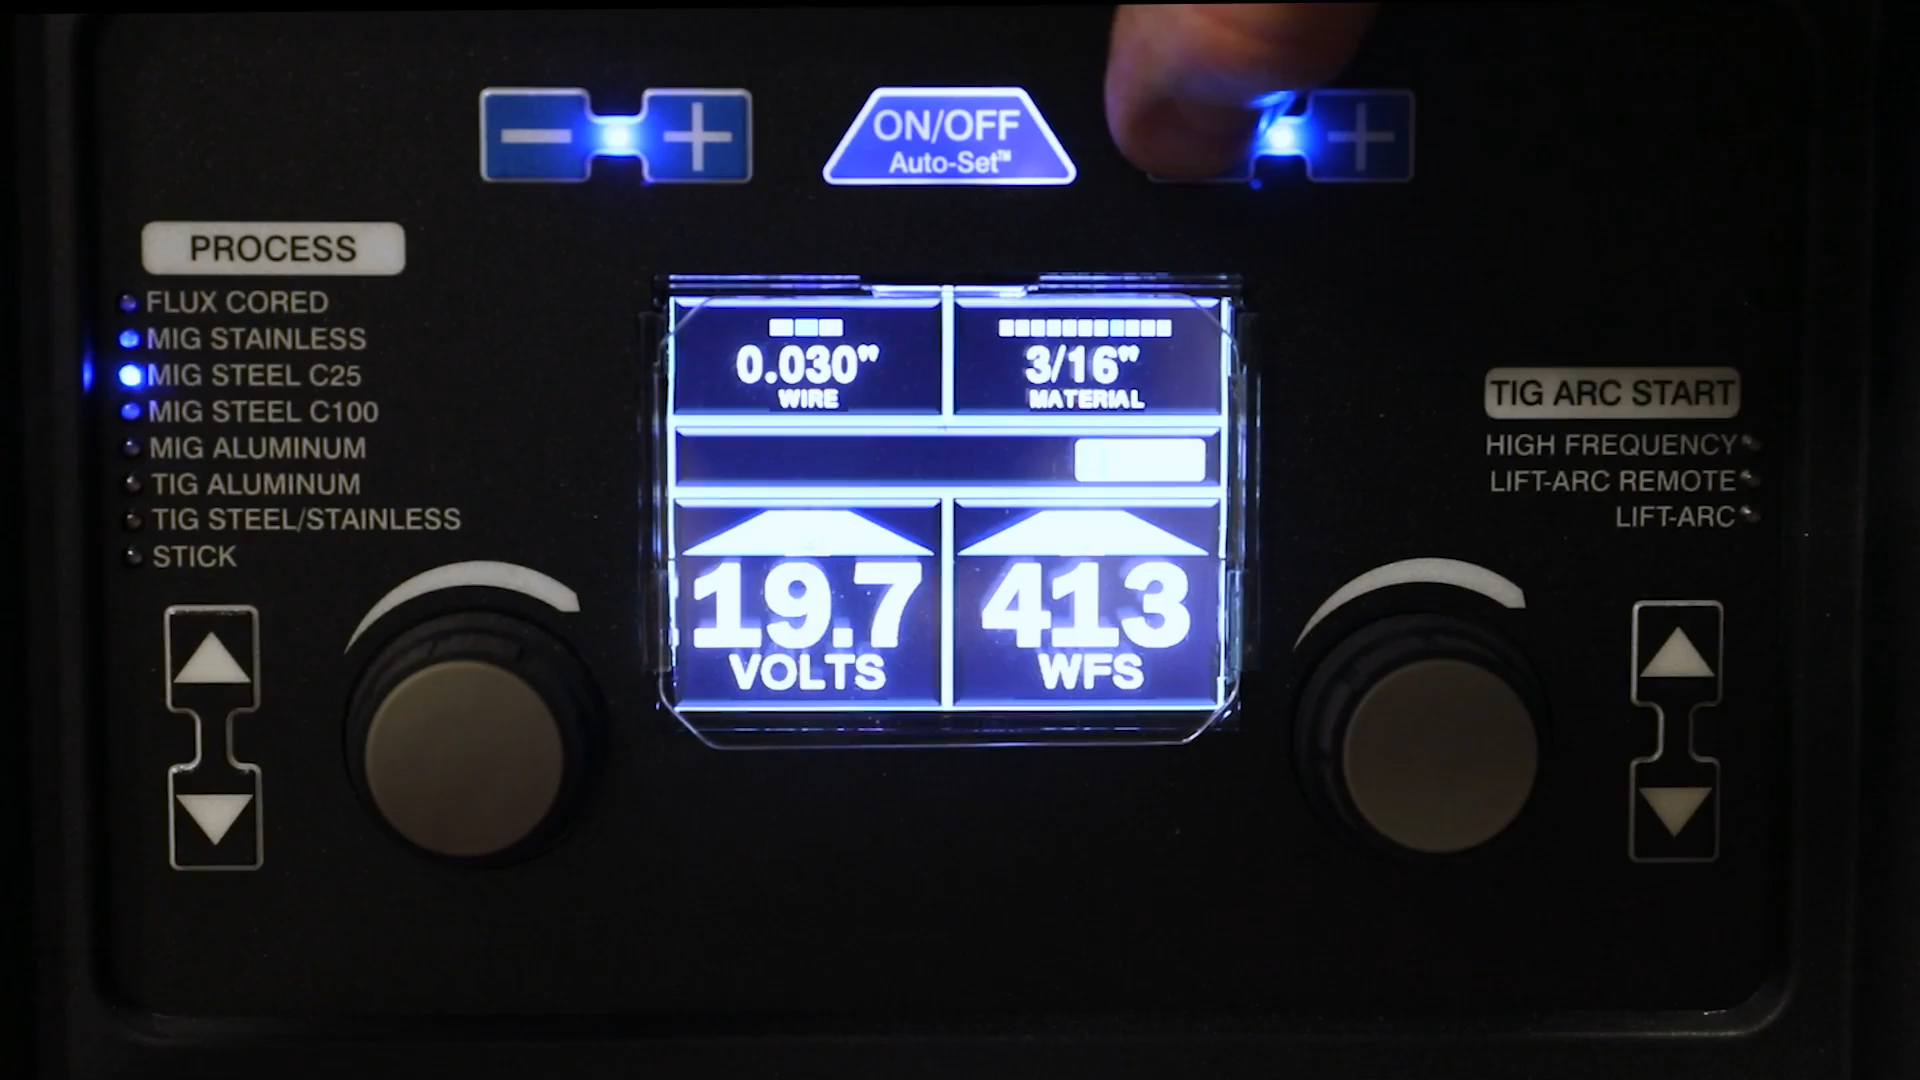 ON/OFF
Auto-Set™
PROCESS
FLUX CORED
MIG STAINLESS
MIG STEEL C25
MIG STEEL C100
MIG ALUMINUM
TIG ALUMINUM
TIG STEEL/STAINLESS
STICK
0.030"
WIRE
3/16"
MATERIAL
19.7
VOLTS
413
WFS
TIG ARC START
HIGH FREQUENCY
LIFT-ARC REMOTE
LIFT-ARC